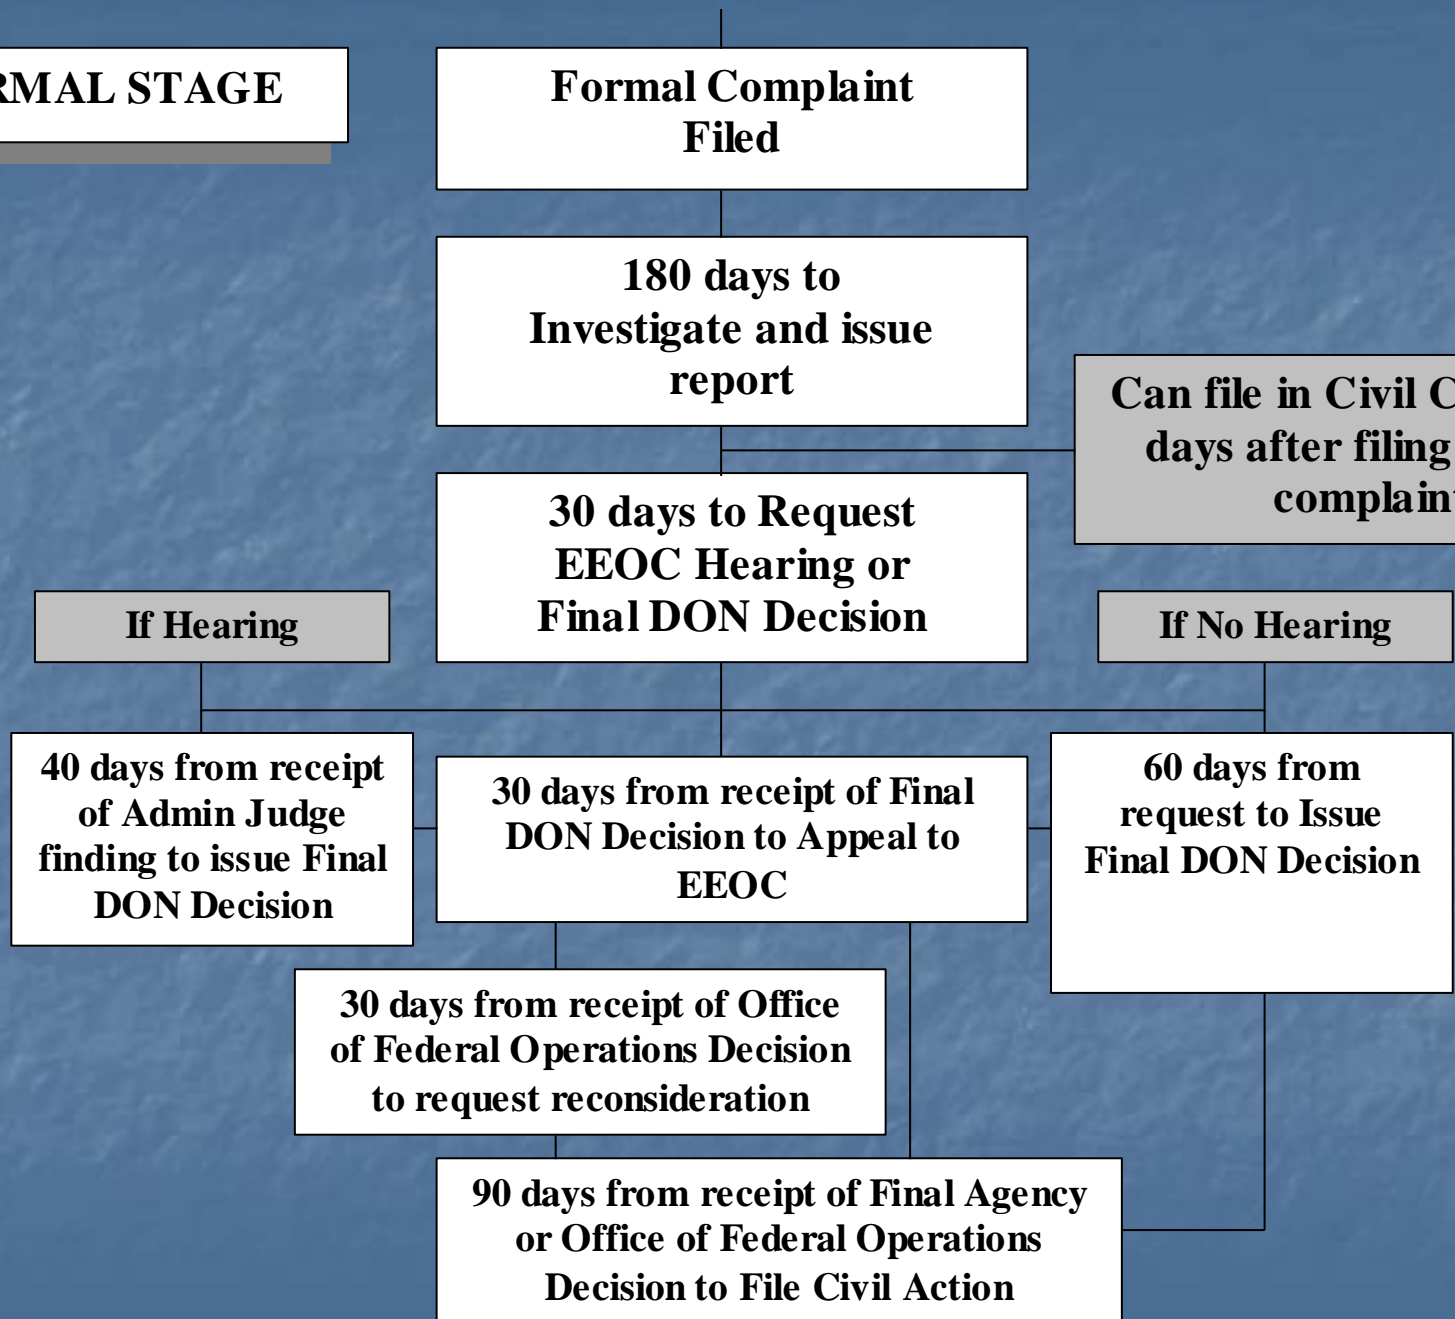 RMAL STAGE
Formal Complaint
Filed
180 days to
Investigate and issue
report
Can file in Civil
days after filing
complain
30 days to Request
EEOC Hearing or
Final DON Decision
If Hearing
If No Hearing
40 days from receipt
of Admin Judge
finding to issue Final
DON Decision
30 days from receipt of Final
DON Decision to Appeal to
EEOC
60 days from
request to Issue
Final DON Decision
30 days from receipt of Office
of Federal Operations Decision
to request reconsideration
90 days from receipt of Final Agency
or Office of Federal Operations
Decision to File Civil Action